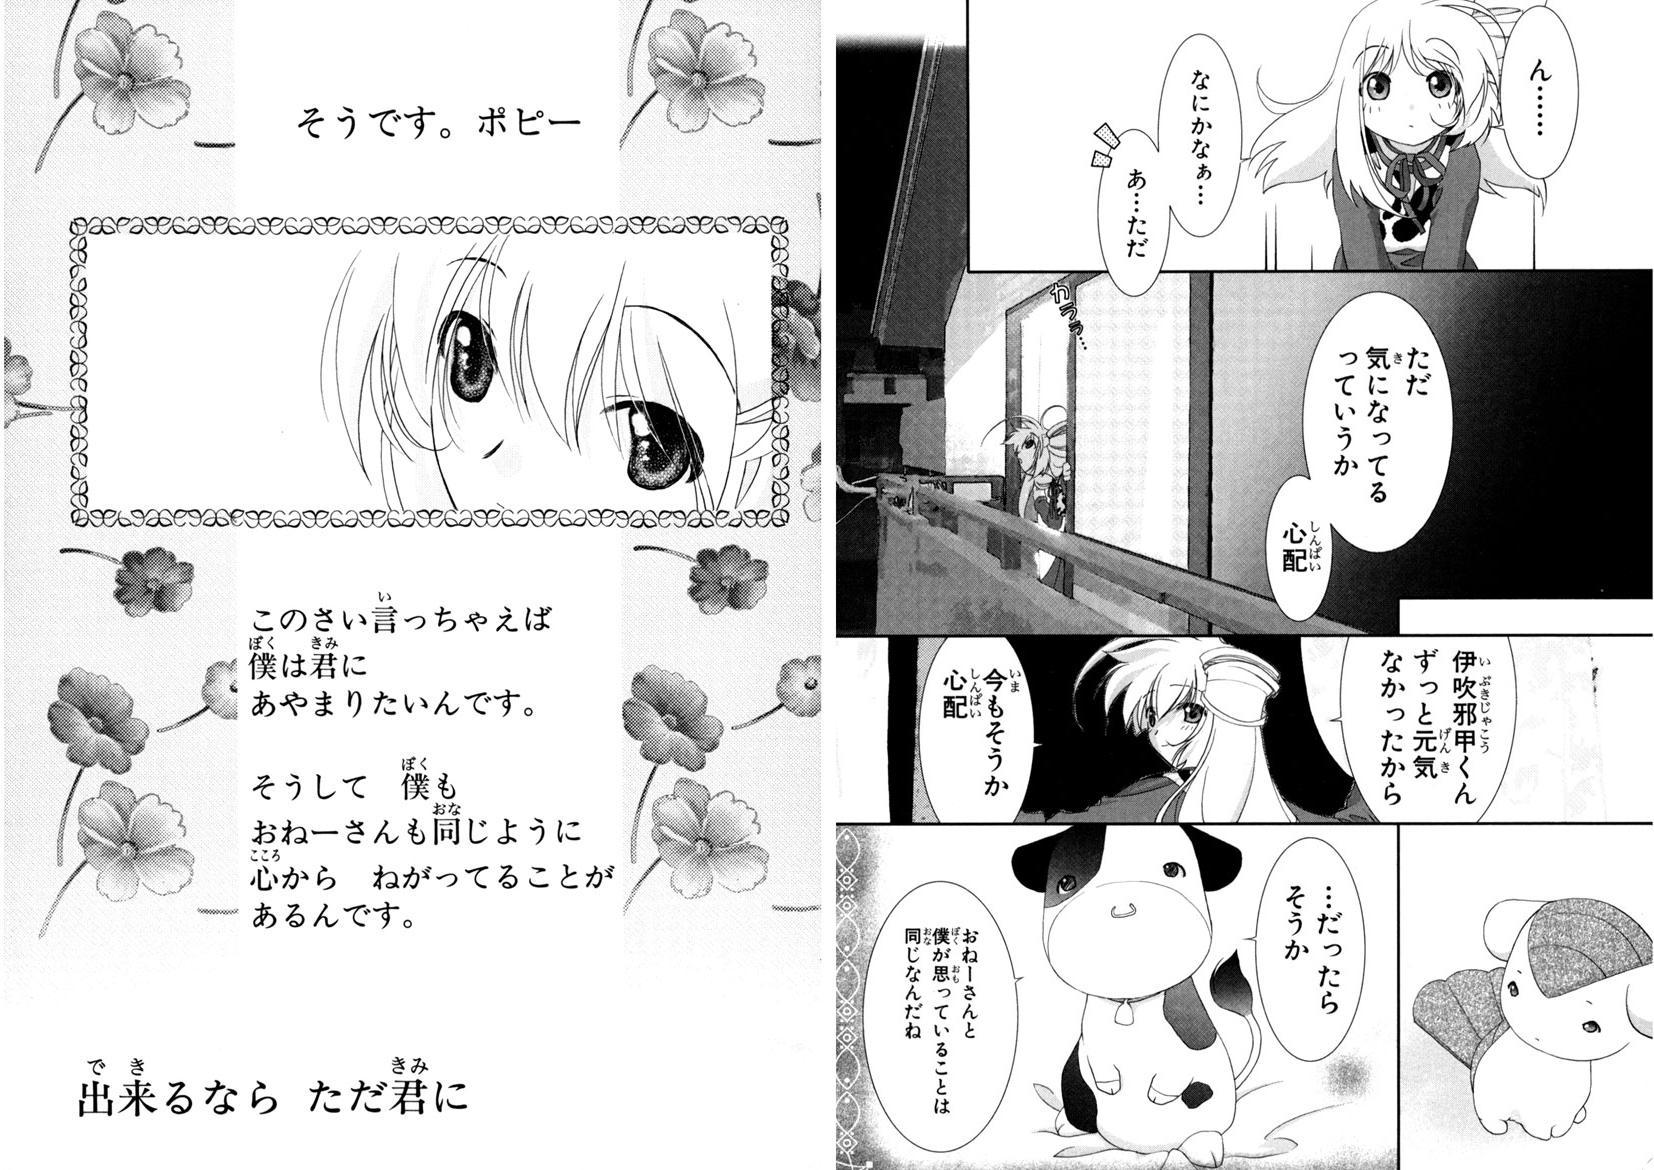 ん……
なにかなぁ…
あ…ただ
カララ…
ただ
気になってる
っていうか
心配
伊吹邪甲くん
ずっと元気
なかったから
今もそうか
心配
…だったら
そうか
おねーさんと
僕が思っていることは
同じなんだね
そうです。ポピー
このさい言っちゃえば
僕は君に
あやまりたいんです。
そうして　僕も
おねーさんも同じように
心から　ねがってることが
あるんです。
出来るなら ただ君に